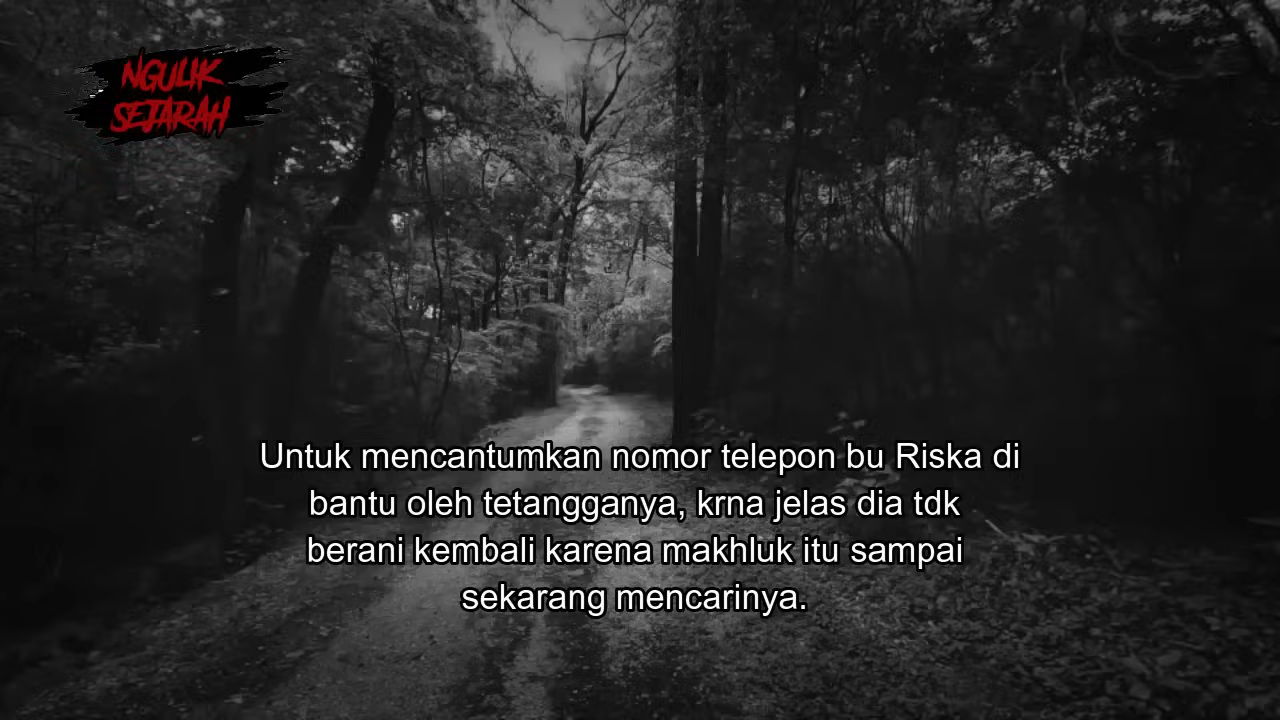 NGULIK
SEJARAH
Untuk mencantumkan nomor telepon bu Riska di
bantu oleh tetangganya, krna jelas dia tdk
berani kembali karena makhluk itu sampai
sekarang mencarinya.